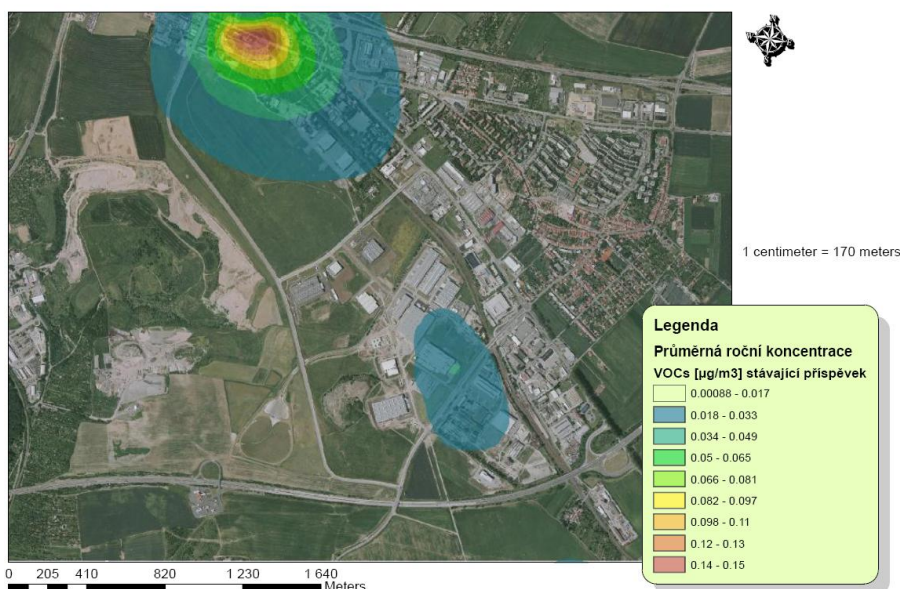 1 centimeter = 170 meters
Legenda
Průměrná roční koncentrace
VOCs [µg/m3] stávající příspěvek
0.00088 - 0.017
0.018 - 0.033
0.034 - 0.049
0.05 - 0.065
0.066 - 0.081
0.082 - 0.097
0.098 - 0.11
0.12 - 0.13
0.14 - 0.15
0 205 410 820 1 230 1 640
Meters